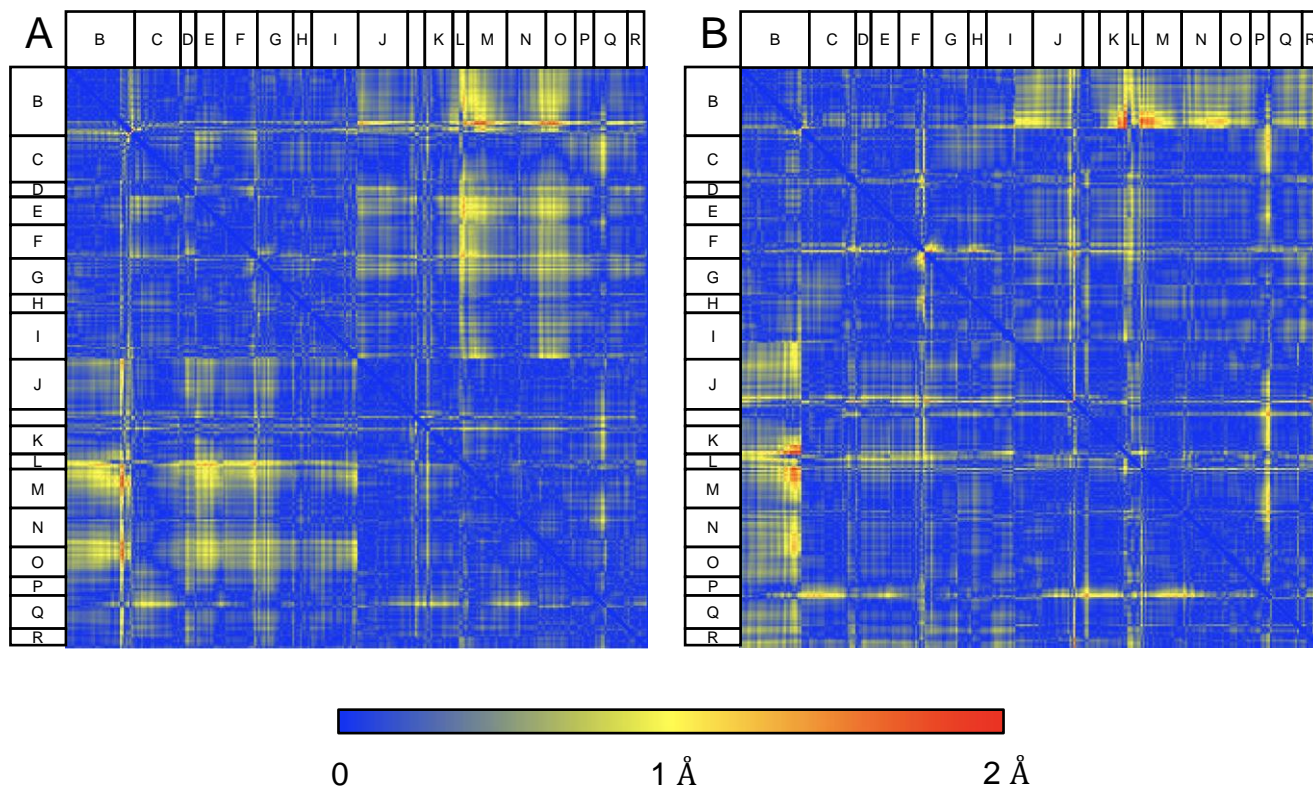 A
B C D E F G H I J K L M N O P Q R
B
C
D
E
F
G
H
I
J
K
L
M
N
O
P
Q
R
B
B C D E F G H I J K L M N O P Q R
B
C
D
E
F
G
H
I
J
K
L
M
N
O
P
Q
R
0 1 Å 2 Å